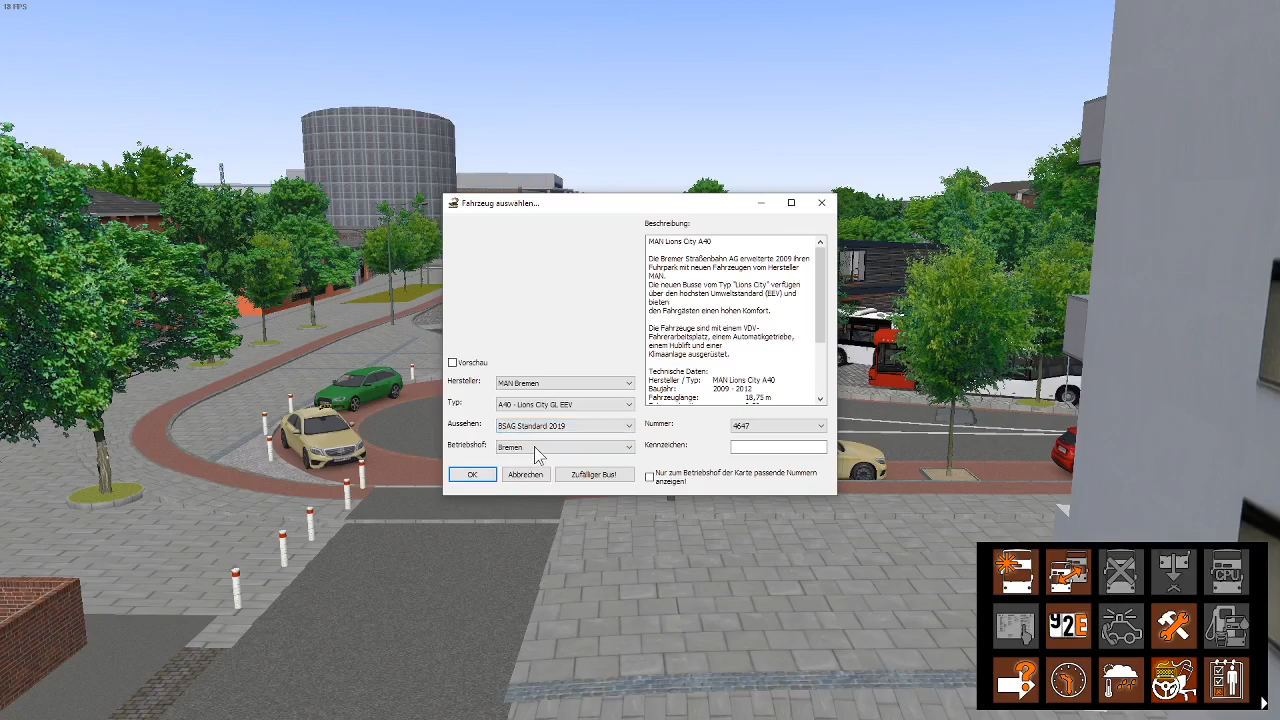 18 FPS
Fahrzeug auswählen...
Beschreibung:
MAN Lions City A40
Die Bremer Straßenbahn AG erweiterte 2009 ihren
Fuhrpark mit neuen Fahrzeugen vom Hersteller
MAN.
Die neuen Busse vom Typ "Lions City" verfügen
über den höchsten Umweltstandard (EEV) und
bieten
den Fahrgästen einen hohen Komfort.
Die Fahrzeuge sind mit einem VDV-
Fahrerarbeitsplatz, einem Automatikgetriebe,
einem Hublift und einer
Klimaanlage ausgerüstet.
Technische Daten:
Hersteller / Typ: MAN Lions City A40
Baujahr: 2009 - 2012
Fahrzeuglänge: 18,75 m
Vorschau
Hersteller: MAN Bremen
Typ: A40 - Lions City GL EEV
Aussehen: BSAG Standard 2019
Nummer: 4647
Betriebshof: Bremen
Kennzeichen:
OK
Abbrechen
Zufälliger Bus!
Nur zum Betriebshof der Karte passende Nummern
anzeigen!
CPU
92E
?